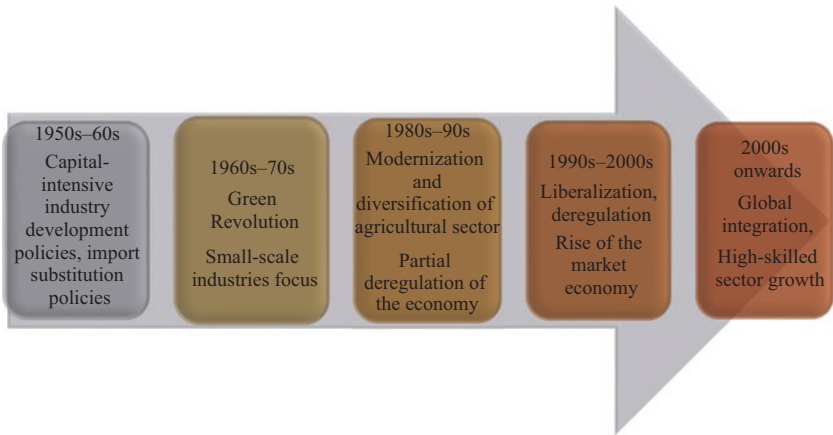 1950s–60s
Capital-
intensive
industry
development
policies, import
substitution
policies
1960s–70s
Green
Revolution
Small-scale
industries focus
1980s–90s
Modernization
and
diversification of
agricultural sector
Partial
deregulation of
the economy
1990s–2000s
Liberalization,
deregulation
Rise of the
market
economy
2000s
onwards
Global
integration,
High-skilled
sector growth